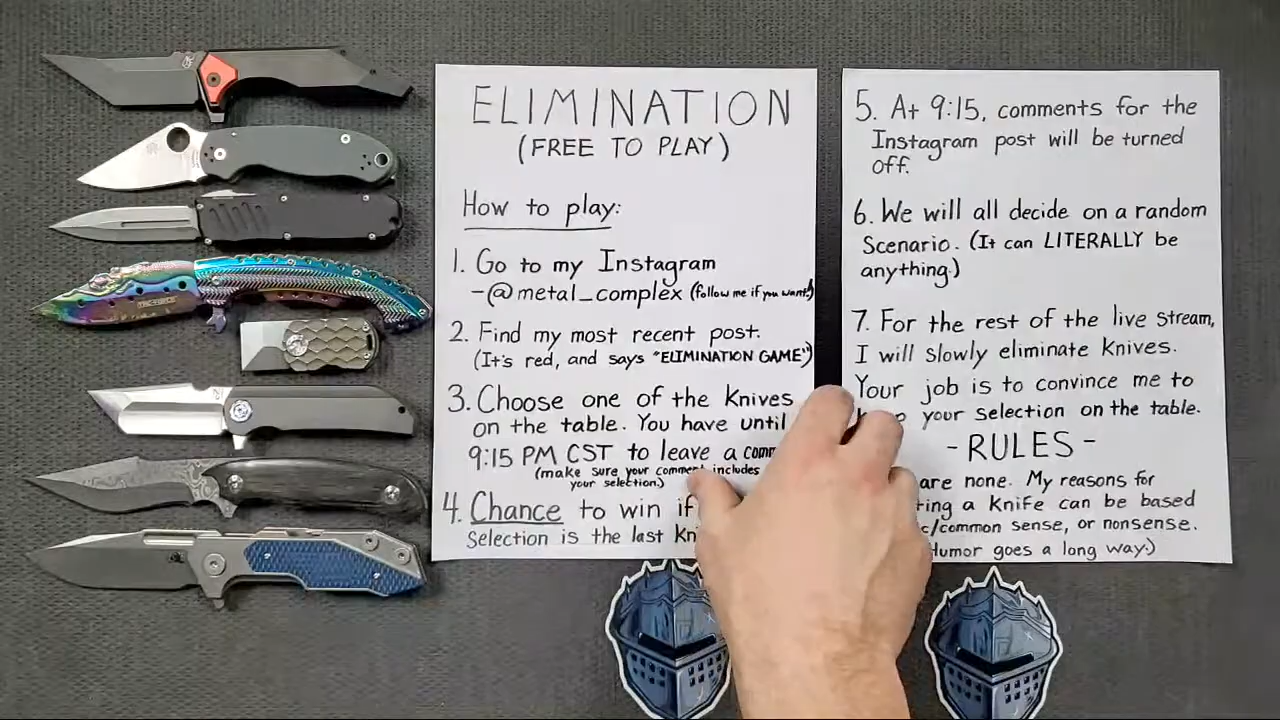 ELIMINATION
(FREE TO PLAY)
How to play:
1. Go to my Instagram
-@metal_complex (follow me if you want!)
2. Find my most recent post.
(It's red, and says "ELIMINATION GAME")
3. Choose one of the Knives
on the table. You have until
9:15 PM CST to leave a
(make sure your comment includes
your selection.)
4. Chance to win if
Selection is the last
5. At 9:15, comments for the
Instagram post will be turned
off.
6. We will all decide on a random
Scenario. (It can LITERALLY be
anything.)
7. For the rest of the live stream,
I will slowly eliminate Knives.
Your job is to convince me to
your selection on the table.
-RULES-
are none. My reasons for
a Knife can be based
/common sense, or nonsense.
Humor goes a long way.)
TAC-FORCE